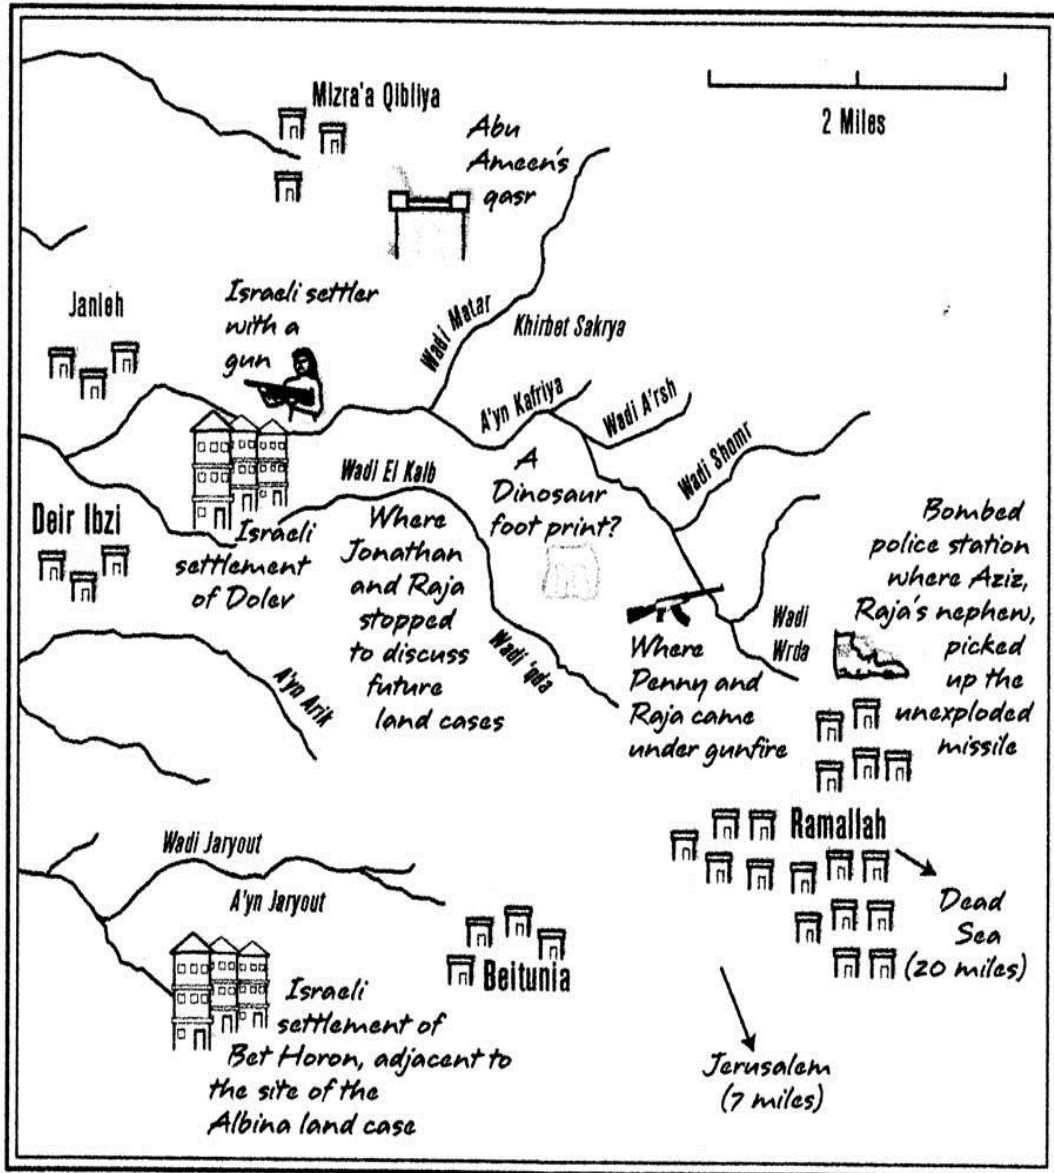 Mizra'a Qibliya
2 Miles
Abu
Ameen's
qasr
Janieh
Israeli settler
with a
gun
Wadi Matar
Khirbet Sakrya
A'yn Kafriya
Wadi A'rsh
Wadi Shomr
A
Dinosaur
foot print?
Wadi El Kalb
Deir Ibzi
Israeli
settlement
of Dolev
Where
Jonathan
and Raja
stopped
to discuss
future
land cases
Wadi 'qda
Where
Penny and
Raja came
under gunfire
Wadi
Wrda
Bombed
police station
where Aziz,
Raja's nephew,
picked
up the
unexploded
missile
A'yn Arik
Ramallah
Wadi Jaryout
A'yn Jaryout
Beitunia
Dead
Sea
(20 miles)
Israeli
settlement of
Bet Horon, adjacent to
the site of the
Albina land case
Jerusalem
(7 miles)